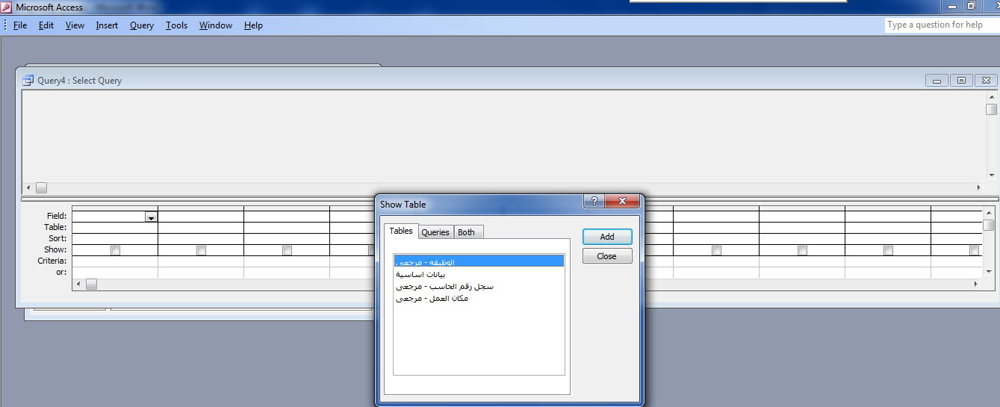 Microsoft Access
File Edit View Insert Query Tools Window Help
Type a question for help
Query4 : Select Query
Field:
Table:
Sort:
Show:
Criteria:
or:
Show Table
Tables Queries Both
الوظيفه - مرجعى
بيانات اساسية
سجل رقم الحاسب - مرجعى
مكان العمل - مرجعى
Add
Close